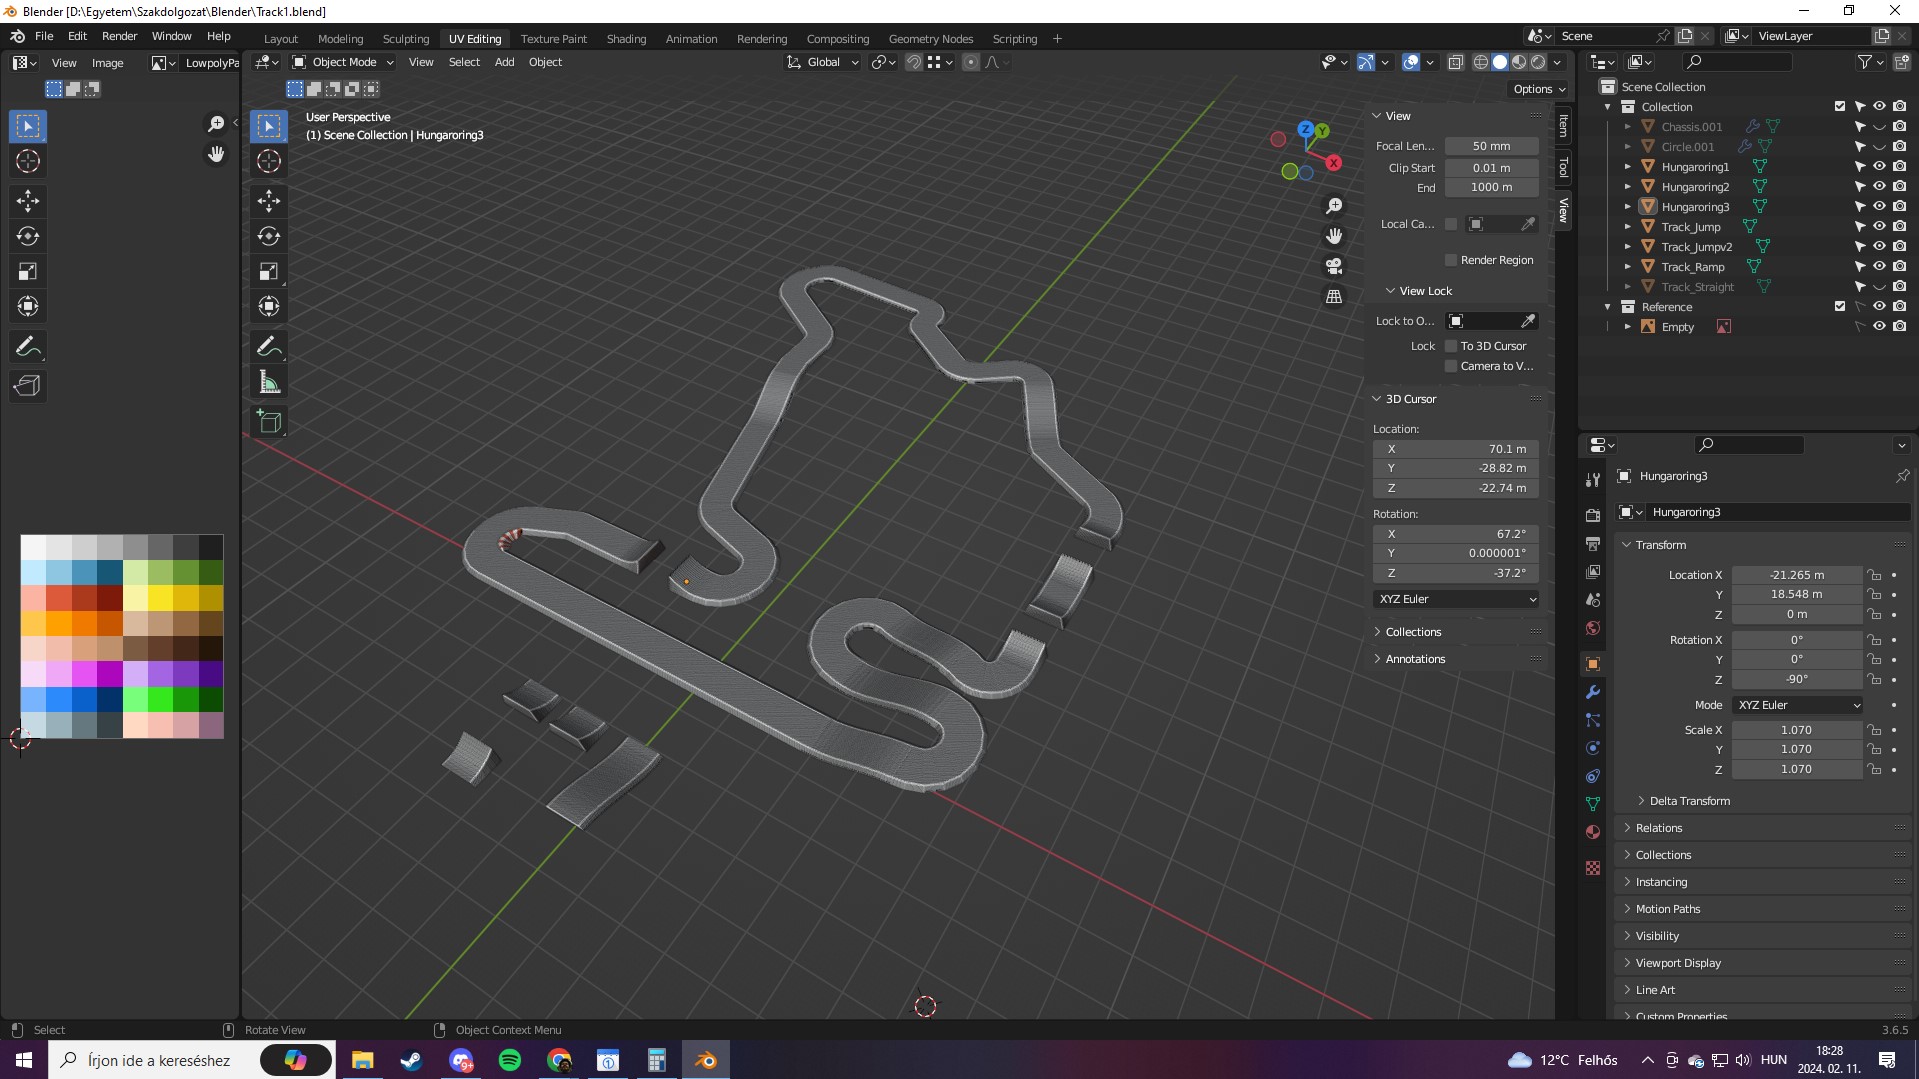 Blender [D:\Egyetem\Szakdolgozat\Blender\Track1.blend]
File Edit Render Window Help
Layout Modeling Sculpting UV Editing Texture Paint Shading Animation Rendering Compositing Geometry Nodes Scripting +
Scene
ViewLayer
View Image
LowpolyPa
Object Mode
View Select Add Object
Global
Options
User Perspective
(1) Scene Collection | Hungaroring3
Z
Y
X
Item
Tool
View
View
Focal Len... 50 mm
Clip Start 0.01 m
End 1000 m
Local Ca...
Render Region
View Lock
Lock to O...
Lock To 3D Cursor
Camera to V...
3D Cursor
Location:
X 70.1 m
Y -28.82 m
Z -22.74 m
Rotation:
X 67.2°
Y 0.000001°
Z -37.2°
XYZ Euler
Collections
Annotations
Scene Collection
Collection
Chassis.001
Circle.001
Hungaroring1
Hungaroring2
Hungaroring3
Track_Jump
Track_Jumpv2
Track_Ramp
Track_Straight
Reference
Empty
Hungaroring3
Hungaroring3
Transform
Location X -21.265 m
Y 18.548 m
Z 0 m
Rotation X 0°
Y 0°
Z -90°
Mode XYZ Euler
Scale X 1.070
Y 1.070
Z 1.070
Delta Transform
Relations
Collections
Instancing
Motion Paths
Visibility
Viewport Display
Line Art
Custom Properties
Select
Rotate View
Object Context Menu
3.6.5
Írjon ide a kereséshez
9+
12°C Felhős
HUN
18:28
2024. 02. 11.